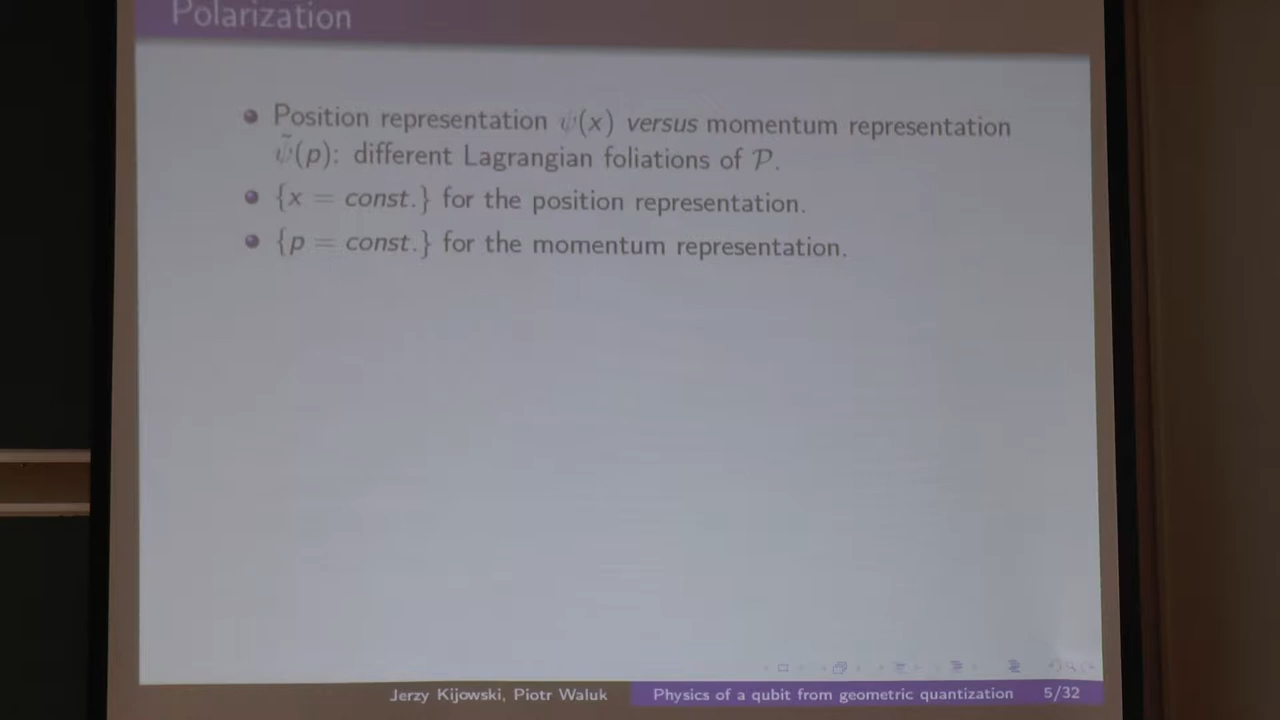 Polarization
Position representation ψ(x) versus momentum representation
ψ̃(p): different Lagrangian foliations of 𝒫.
{x = const.} for the position representation.
{p = const.} for the momentum representation.
Jerzy Kijowski, Piotr Waluk Physics of a qubit from geometric quantization 5/32